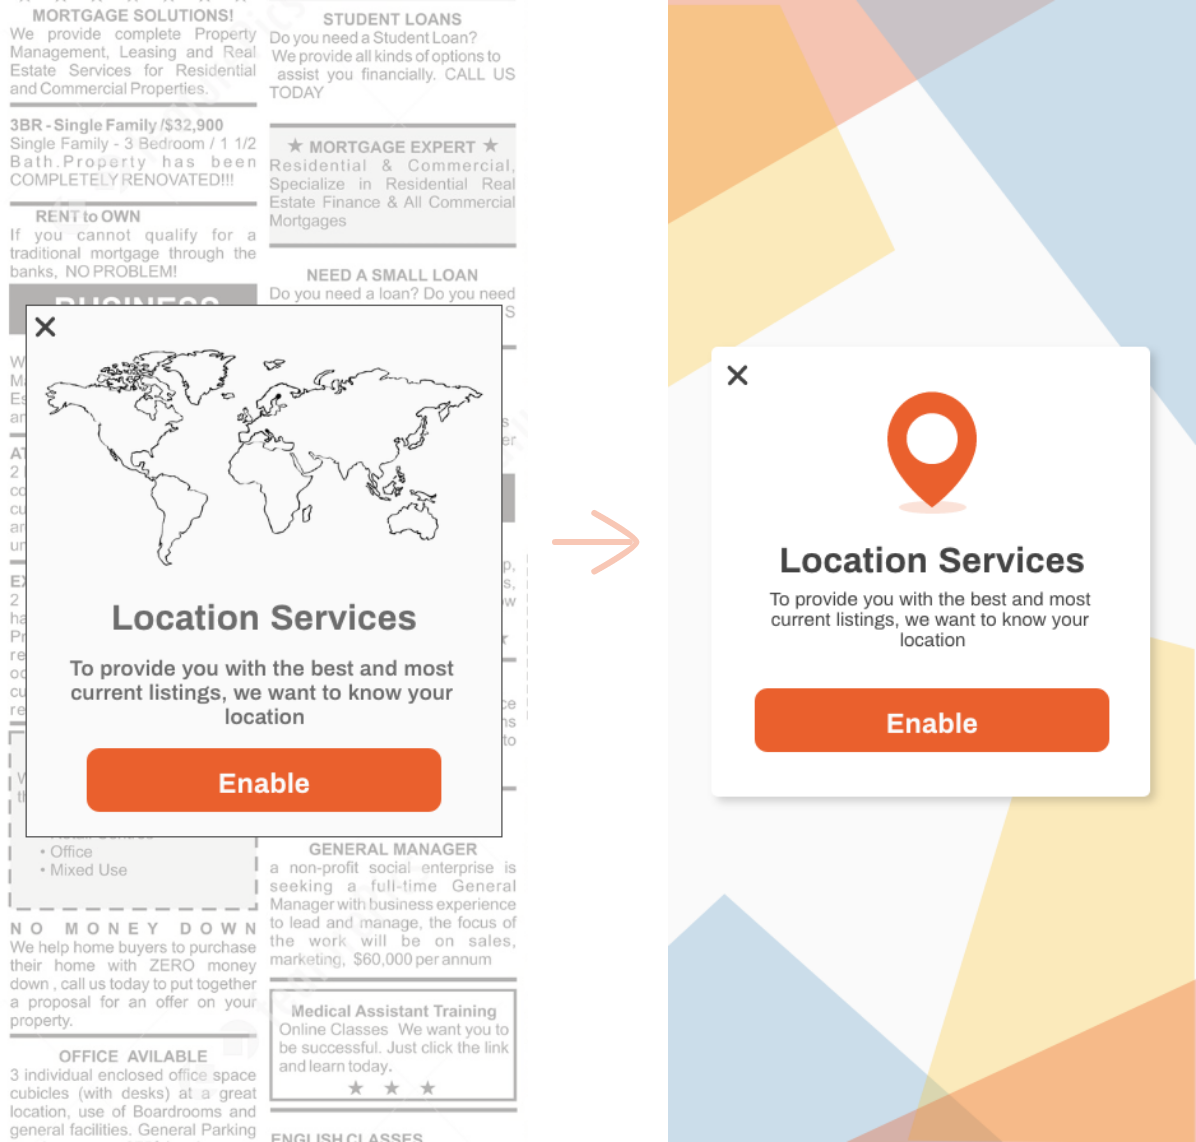 MORTGAGE SOLUTIONS!
We provide complete Property
Management, Leasing and Real
Estate Services for Residential
and Commercial Properties.
3BR - Single Family /$32,900
Single Family - 3 Bedroom / 1 1/2
Bath.Property has been
COMPLETELY RENOVATED!!!
RENT to OWN
If you cannot qualify for a
traditional mortgage through the
banks, NO PROBLEM!
STUDENT LOANS
Do you need a Student Loan?
We provide all kinds of options to
assist you financially. CALL US
TODAY
★ MORTGAGE EXPERT ★
Residential & Commercial,
Specialize in Residential Real
Estate Finance & All Commercial
Mortgages
NEED A SMALL LOAN
Do you need a loan? Do you need
Location Services
To provide you with the best and most
current listings, we want to know your
location
Enable
• Office
• Mixed Use
NO MONEY DOWN
We help home buyers to purchase
their home with ZERO money
down , call us today to put together
a proposal for an offer on your
property.
OFFICE AVILABLE
3 individual enclosed office space
cubicles (with desks) at a great
location, use of Boardrooms and
general facilities. General Parking
GENERAL MANAGER
a non-profit social enterprise is
seeking a full-time General
Manager with business experience
to lead and manage, the focus of
the work will be on sales,
marketing, $60,000 per annum
Medical Assistant Training
Online Classes We want you to
be successful. Just click the link
and learn today.
★ ★ ★
ENGLISH CLASSES
Location Services
To provide you with the best and most
current listings, we want to know your
location
Enable